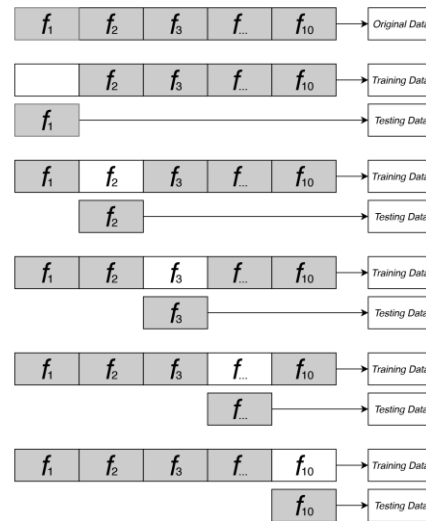 f1 f2 f3 f... f10 Original Data
f2 f3 f... f10 Training Data
f1 Testing Data
f1 f2 f3 f... f10 Training Data
f2 Testing Data
f1 f2 f3 f... f10 Training Data
f3 Testing Data
f1 f2 f3 f... f10 Training Data
f... Testing Data
f1 f2 f3 f... f10 Training Data
f10 Testing Data